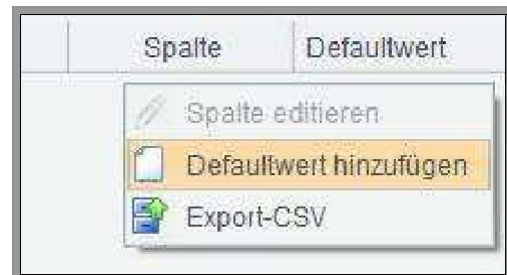 Spalte Defaultwert
Spalte editieren
Defaultwert hinzufügen
Export-CSV